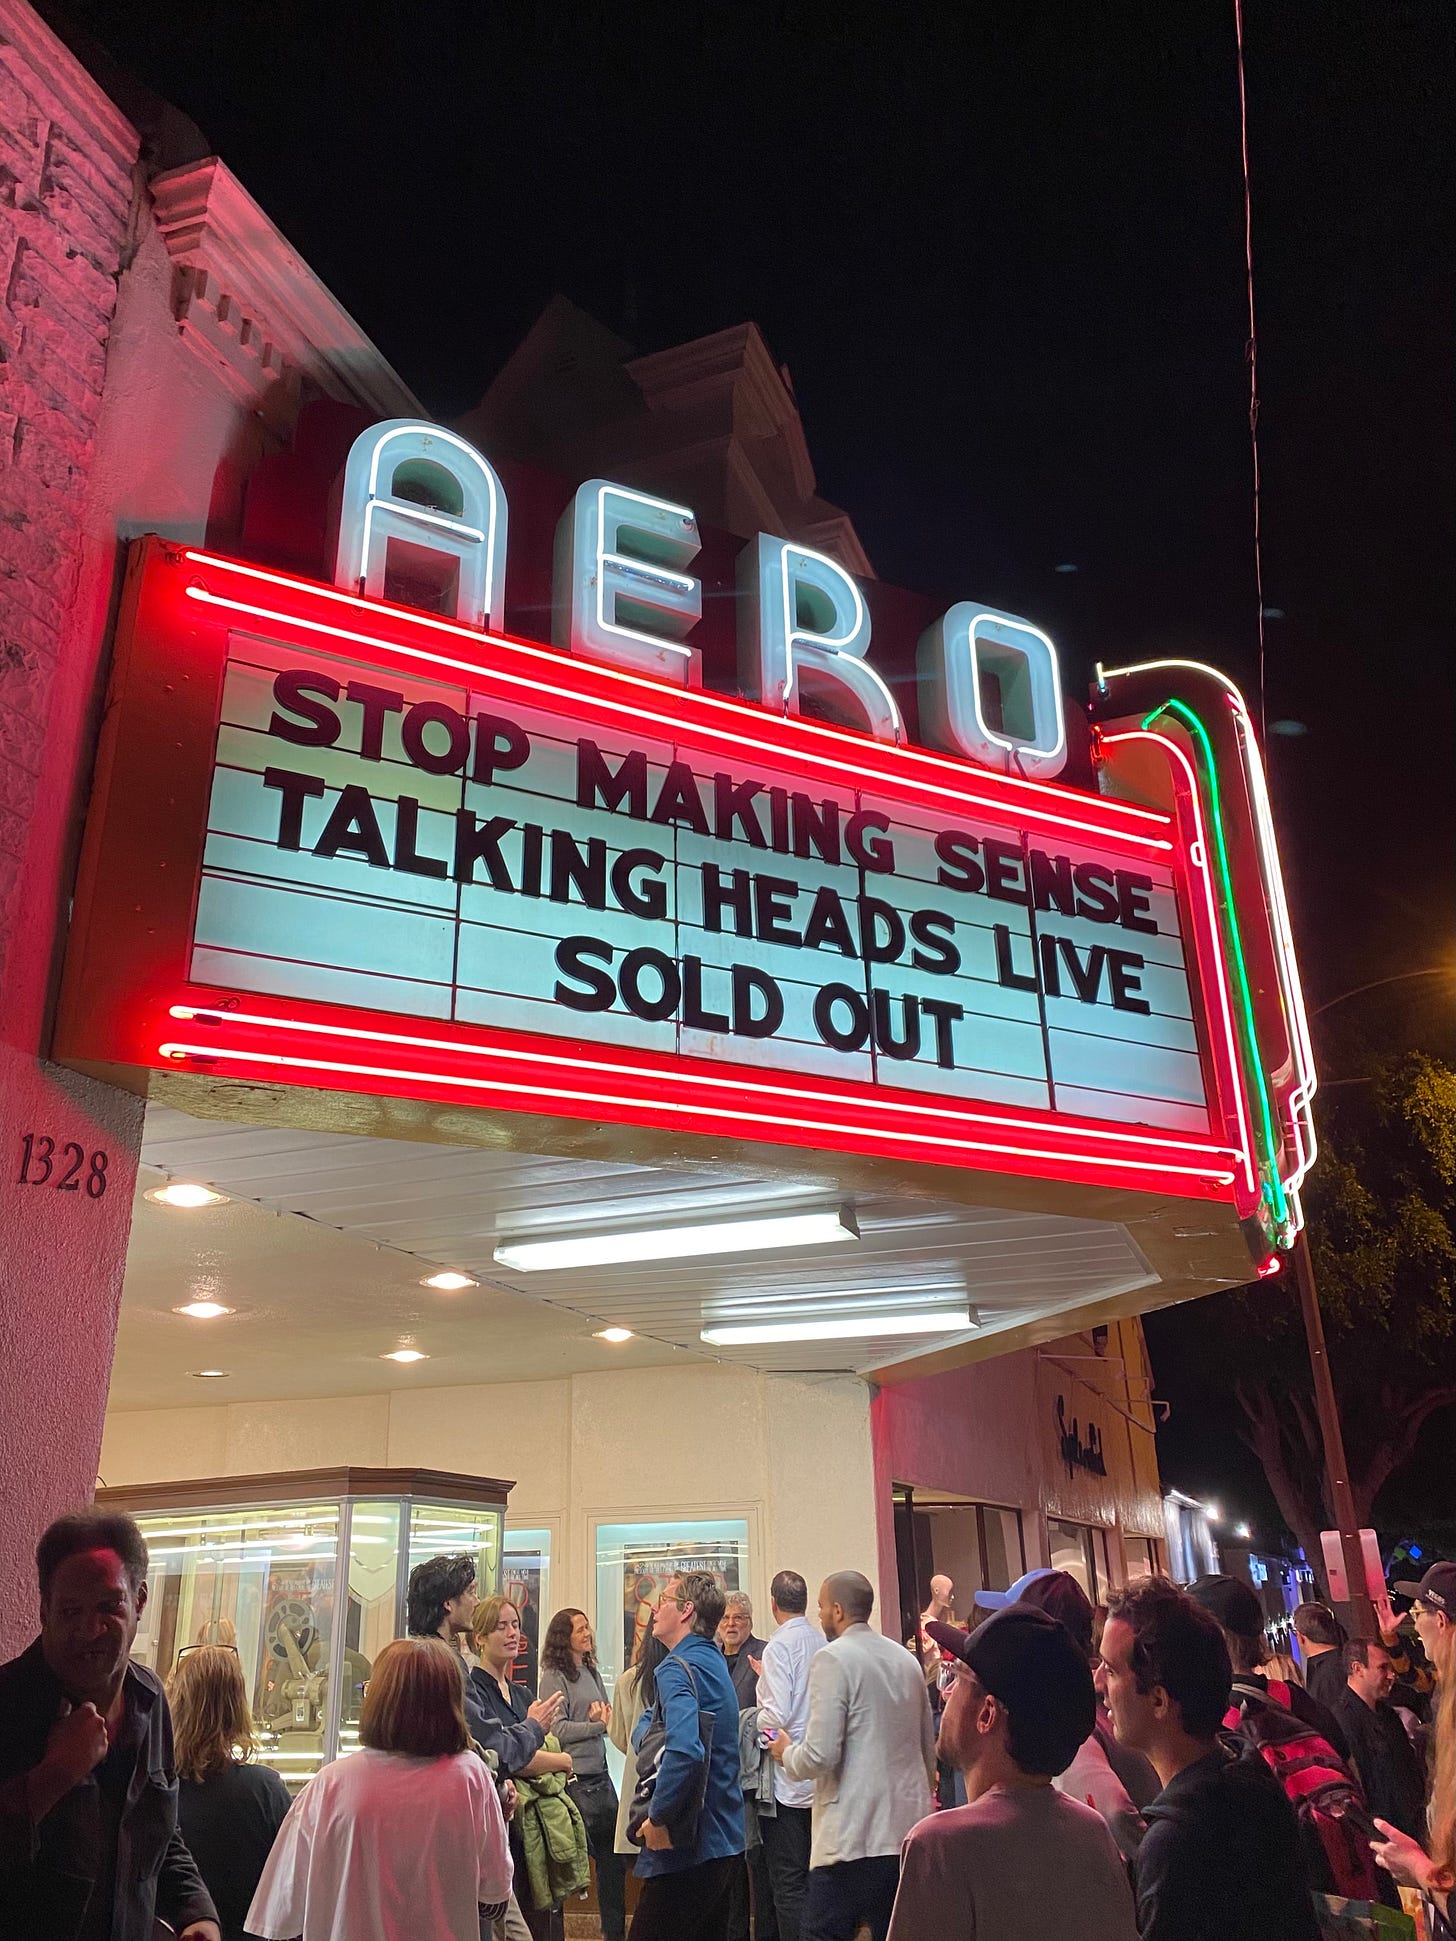 AERO
STOP MAKING SENSE
TALKING HEADS LIVE
SOLD OUT
1328